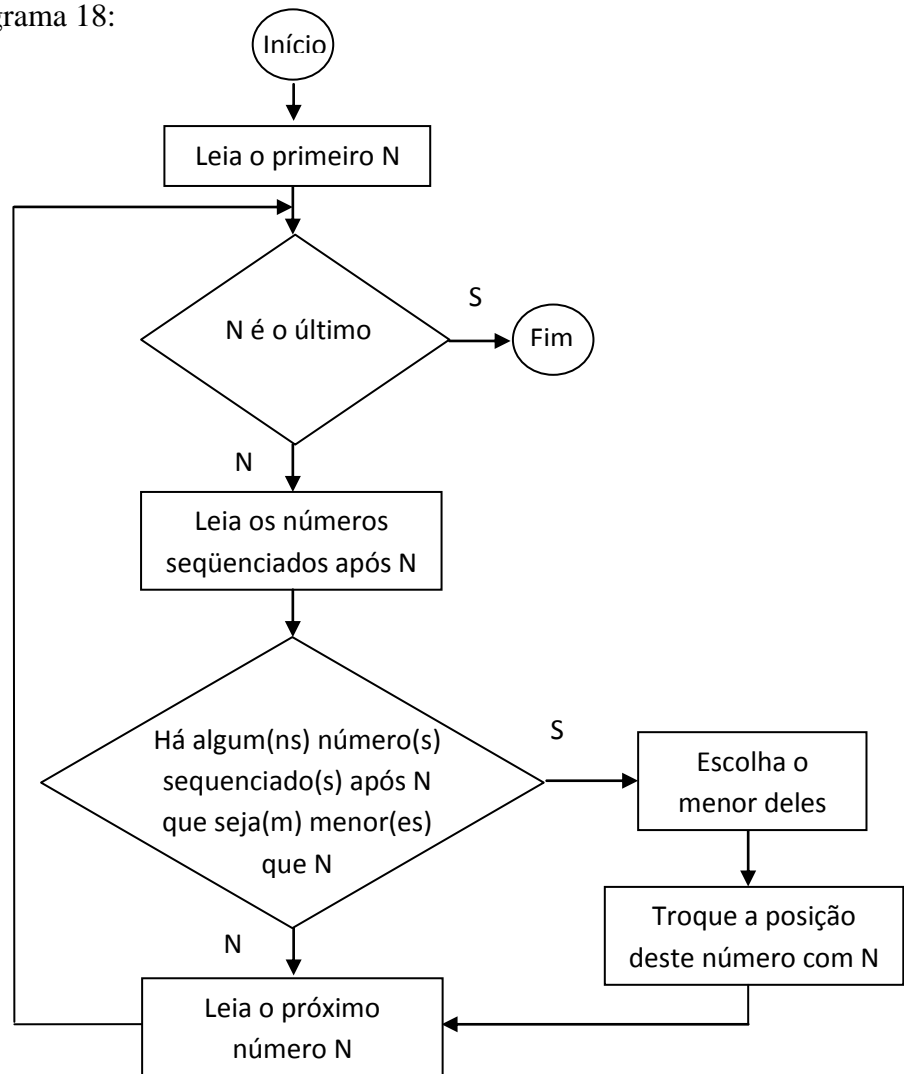 grama 18:
Início
Leia o primeiro N
S
N é o último
Fim
N
Leia os números
seqüenciados após N
Há algum(ns) número(s)
sequenciado(s) após N
que seja(m) menor(es)
que N
S
Escolha o
menor deles
Troque a posição
deste número com N
N
Leia o próximo
número N